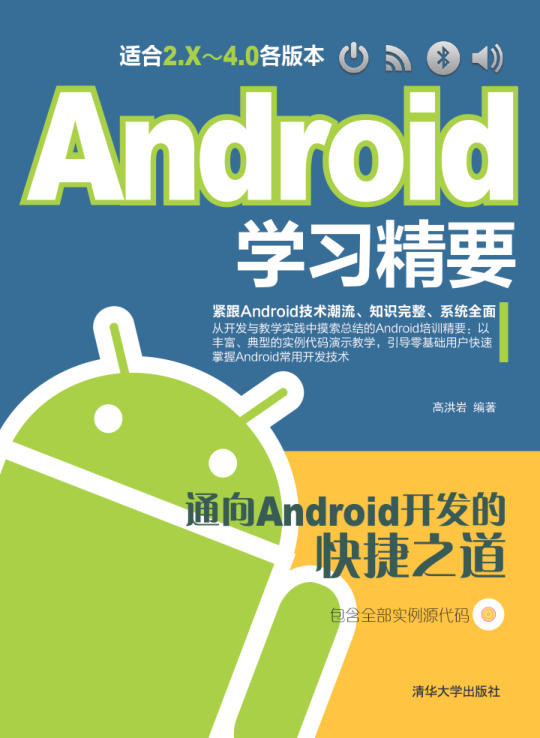 适合2.X～4.0各版本
Android
学习精要
紧跟Android技术潮流、知识完整、系统全面
从开发与教学实践中摸索总结的Android培训精要；以
丰富、典型的实例代码演示教学，引导零基础用户快速
掌握Android常用开发技术
高洪岩 编著
通向Android开发的
快捷之道
包含全部实例源代码
清华大学出版社